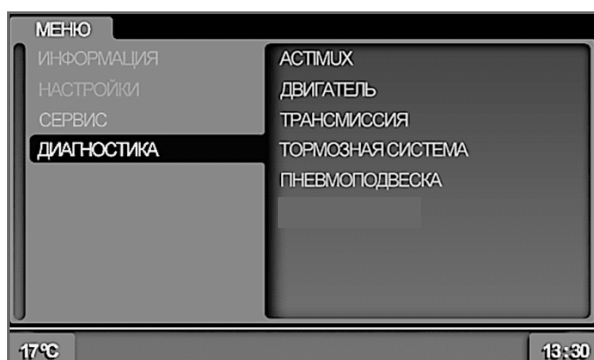 МЕНЮ
ИНФОРМАЦИЯ
НАСТРОЙКИ
СЕРВИС
ДИАГНОСТИКА
ACTIMUX
ДВИГАТЕЛЬ
ТРАНСМИССИЯ
ТОРМОЗНАЯ СИСТЕМА
ПНЕВМОПОДВЕСКА
17°C
13:30